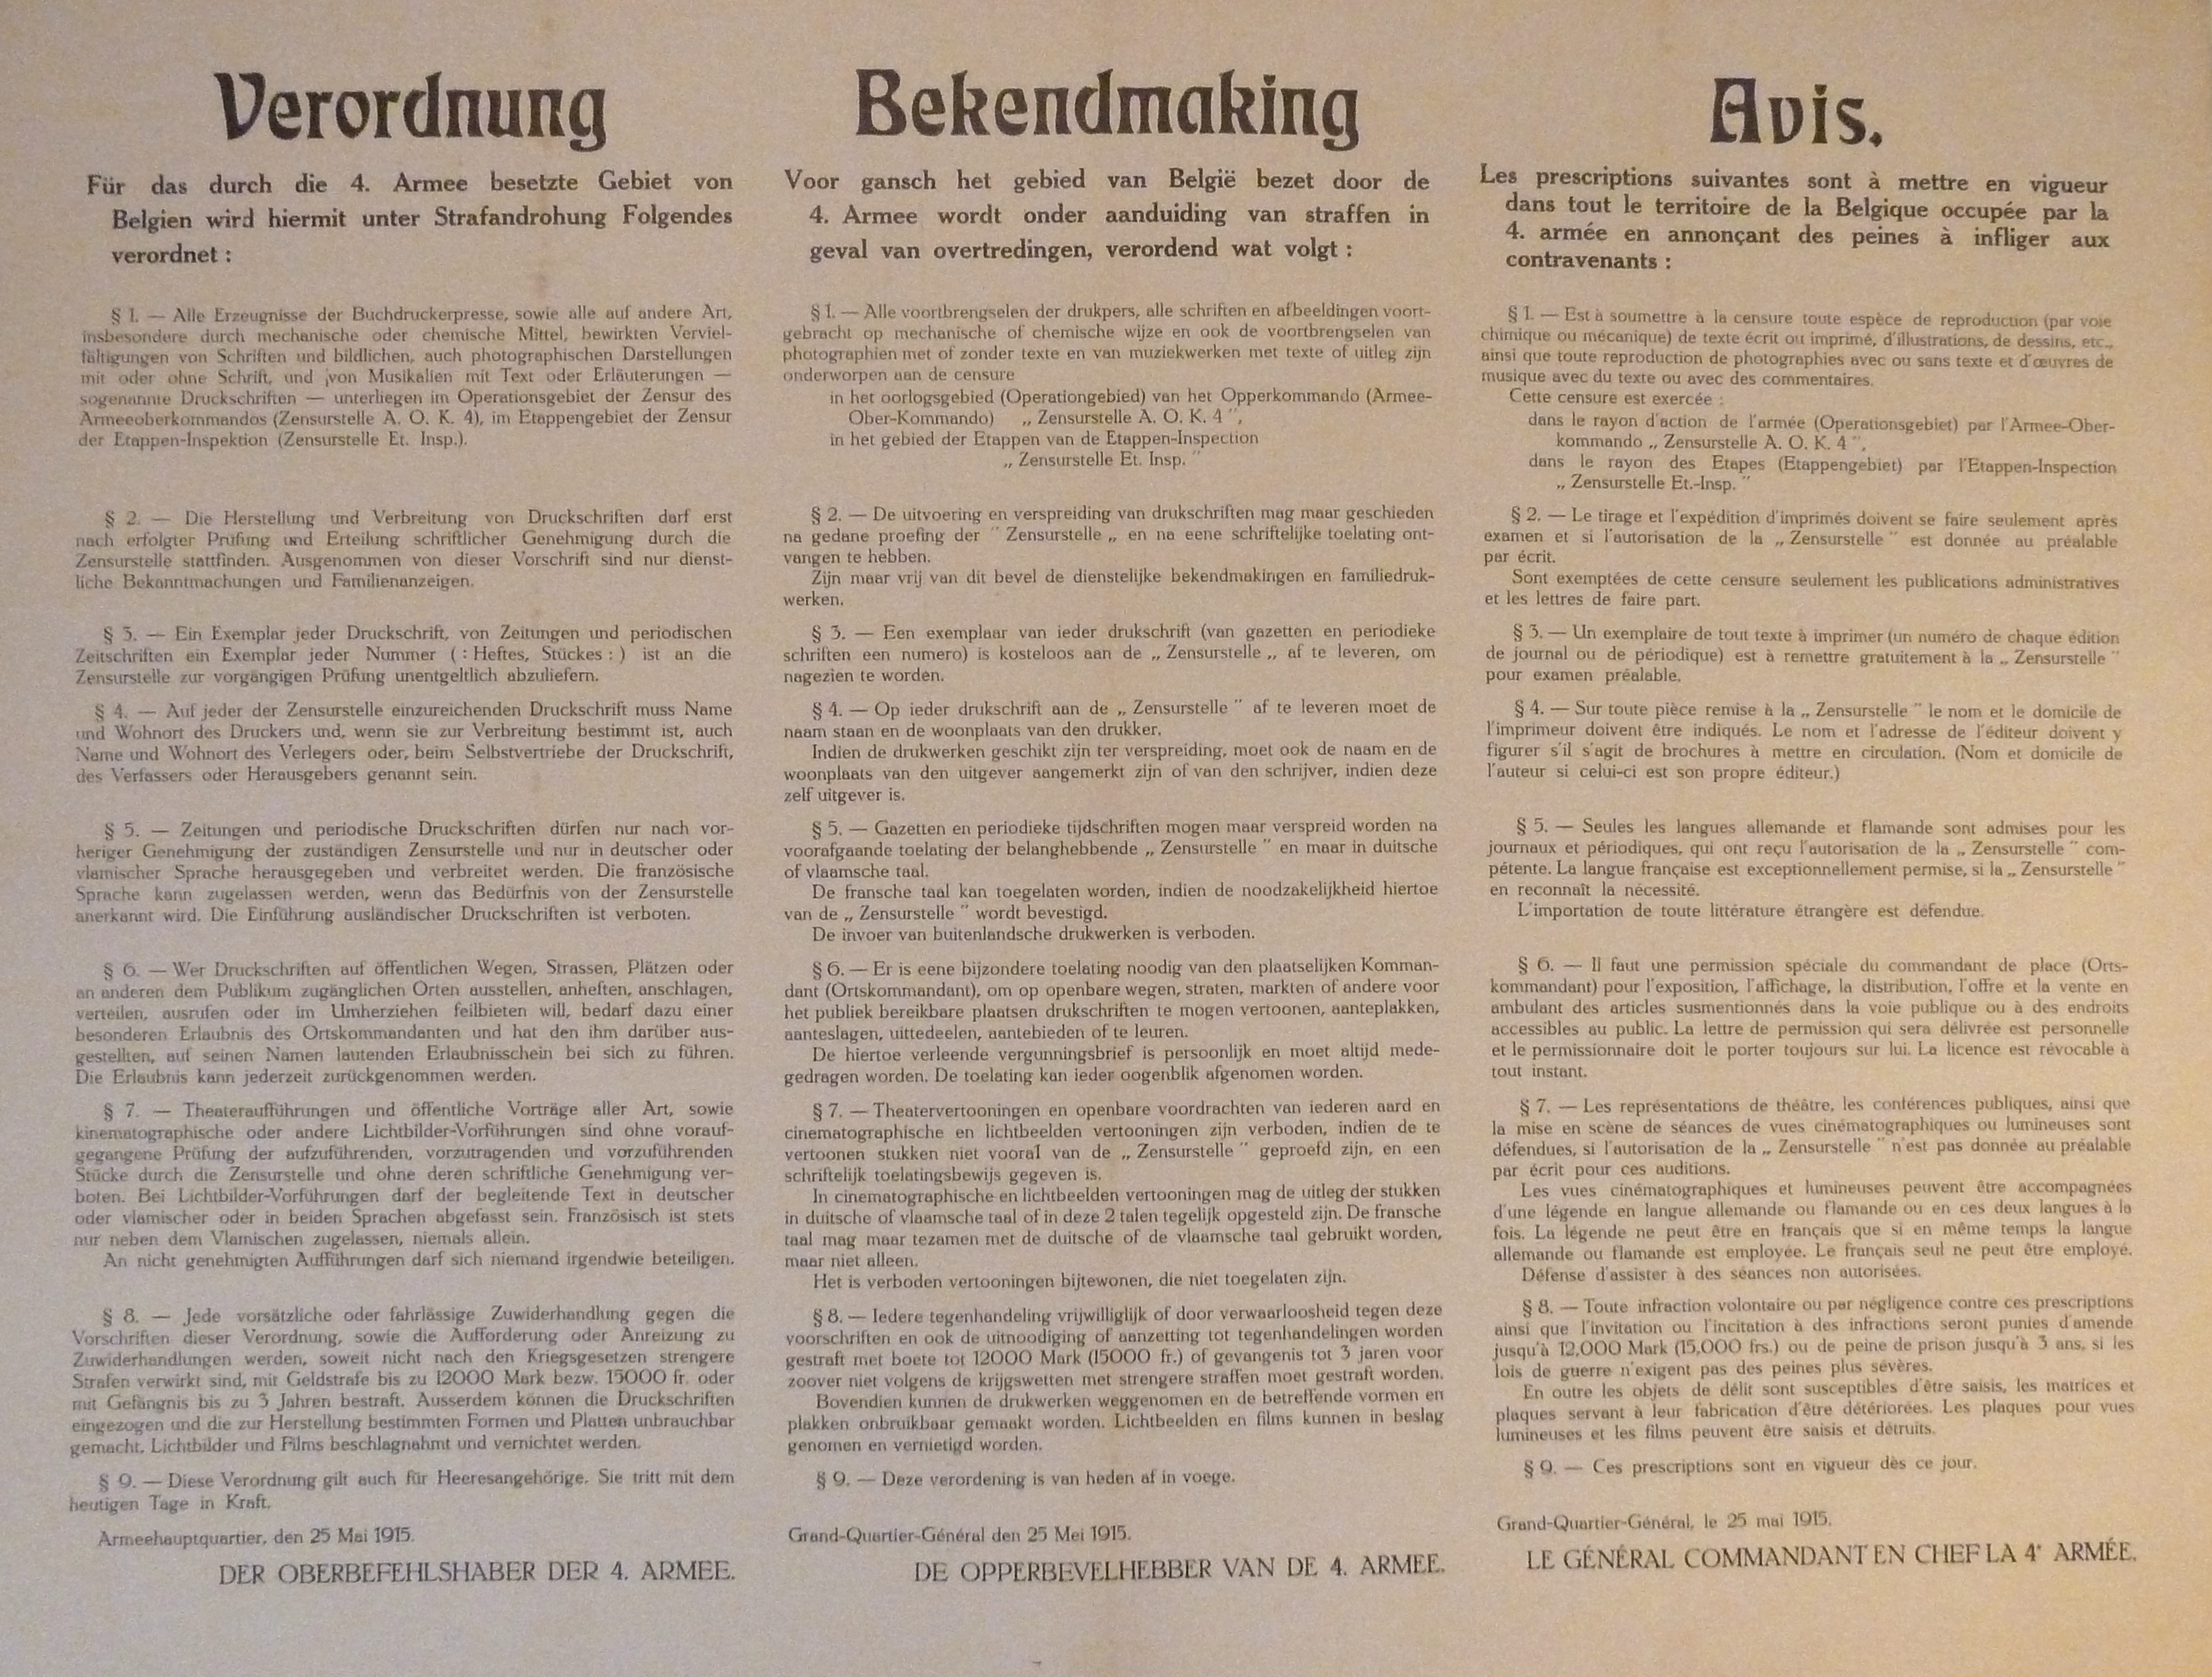 Verordnung
Für das durch die 4. Armee besetzte Gebiet von
Belgien wird hiermit unter Strafandrohung Folgendes
verordnet :
§ 1. — Alle Erzeugnisse der Buchdruckerpresse, sowie alle auf andere Art,
insbesondere durch mechanische oder chemische Mittel, bewirkten Verviel-
fältigungen von Schriften und bildlichen, auch photographischen Darstellungen
mit oder ohne Schrift, und von Musikalien mit Text oder Erläuterungen —
sogenannte Druckschriften — unterliegen im Operationsgebiet der Zensur des
Armeeoberkommandos (Zensurstelle A. O. K. 4), im Etappengebiet der Zensur
der Etappen-Inspektion (Zensurstelle Et. Insp.).
§ 2. — Die Herstellung und Verbreitung von Druckschriften darf erst
nach erfolgter Prüfung und Erteilung schriftlicher Genehmigung durch die
Zensurstelle stattfinden. Ausgenommen von dieser Vorschrift sind nur dienst-
liche Bekanntmachungen und Familienanzeigen.
§ 3. — Ein Exemplar jeder Druckschrift, von Zeitungen und periodischen
Zeitschriften ein Exemplar jeder Nummer ( : Heftes, Stückes : ) ist an die
Zensurstelle zur vorgängigen Prüfung unentgeltlich abzuliefern.
§ 4. — Auf jeder der Zensurstelle einzureichenden Druckschrift muss Name
und Wohnort des Druckers und, wenn sie zur Verbreitung bestimmt ist, auch
Name und Wohnort des Verlegers oder, beim Selbstvertriebe der Druckschrift,
des Verfassers oder Herausgebers genannt sein.
§ 5. — Zeitungen und periodische Druckschriften dürfen nur nach vor-
heriger Genehmigung der zuständigen Zensurstelle und nur in deutscher oder
vlamischer Sprache herausgegeben und verbreitet werden. Die französische
Sprache kann zugelassen werden, wenn das Bedürfnis von der Zensurstelle
anerkannt wird. Die Einführung ausländischer Druckschriften ist verboten.
§ 6. — Wer Druckschriften auf öffentlichen Wegen, Strassen, Plätzen oder
an anderen dem Publikum zugänglichen Orten ausstellen, anheften, anschlagen,
verteilen, ausrufen oder im Umherziehen feilbieten will, bedarf dazu einer
besonderen Erlaubnis des Ortskommandanten und hat den ihm darüber aus-
gestellten, auf seinen Namen lautenden Erlaubnisschein bei sich zu führen.
Die Erlaubnis kann jederzeit zurückgenommen werden.
§ 7. — Theateraufführungen und öffentliche Vorträge aller Art, sowie
kinematographische oder andere Lichtbilder-Vorführungen sind ohne vorauf-
gegangene Prüfung der aufzuführenden, vorzutragenden und vorzuführenden
Stücke durch die Zensurstelle und ohne deren schriftliche Genehmigung ver-
boten. Bei Lichtbilder-Vorführungen darf der begleitende Text in deutscher
oder vlamischer oder in beiden Sprachen abgefasst sein. Französisch ist stets
nur neben dem Vlamischen zugelassen, niemals allein.
An nicht genehmigten Aufführungen darf sich niemand irgendwie beteiligen.
§ 8. — Jede vorsätzliche oder fahrlässige Zuwiderhandlung gegen die
Vorschriften dieser Verordnung, sowie die Aufforderung oder Anreizung zu
Zuwiderhandlungen werden, soweit nicht nach den Kriegsgesetzen strengere
Strafen verwirkt sind, mit Geldstrafe bis zu 12000 Mark bezw. 15000 fr. oder
mit Gefängnis bis zu 3 Jahren bestraft. Ausserdem können die Druckschriften
eingezogen und die zur Herstellung bestimmten Formen und Platten unbrauchbar
gemacht, Lichtbilder und Films beschlagnahmt und vernichtet werden.
§ 9. — Diese Verordnung gilt auch für Heeresangehörige. Sie tritt mit dem
heutigen Tage in Kraft.
Armeehauptquartier, den 25 Mai 1915.
DER OBERBEFEHLSHABER DER 4. ARMEE.
Bekendmaking
Voor gansch het gebied van België bezet door de
4. Armee wordt onder aanduiding van straffen in
geval van overtredingen, verordend wat volgt :
§ 1. — Alle voortbrengselen der drukpers, alle schriften en afbeeldingen voort-
gebracht op mechanische of chemische wijze en ook de voortbrengselen van
photographien met of zonder texte en van muziekwerken met texte of uitleg zijn
onderworpen aan de censure
in het oorlogsgebied (Operationgebied) van het Opperkommando (Armee-
Ober-Kommando) „ Zensurstelle A. O. K. 4 ",
in het gebied der Etappen van de Etappen-Inspection
„ Zensurstelle Et. Insp. "
§ 2. — De uitvoering en verspreiding van drukschriften mag maar geschieden
na gedane proefing der " Zensurstelle „ en na eene schriftelijke toelating ont-
vangen te hebben.
Zijn maar vrij van dit bevel de dienstelijke bekendmakingen en familiedruk-
werken.
§ 3. — Een exemplaar van ieder drukschrift (van gazetten en periodieke
schriften een numero) is kosteloos aan de „ Zensurstelle „ af te leveren, om
nagezien te worden.
§ 4. — Op ieder drukschrift aan de „ Zensurstelle " af te leveren moet de
naam staan en de woonplaats van den drukker.
Indien de drukwerken geschikt zijn ter verspreiding, moet ook de naam en de
woonplaats van den uitgever aangemerkt zijn of van den schrijver, indien deze
zelf uitgever is.
§ 5. — Gazetten en periodieke tijdschriften mogen maar verspreid worden na
voorafgaande toelating der belanghebbende „ Zensurstelle " en maar in duitsche
of vlaamsche taal.
De fransche taal kan toegelaten worden, indien de noodzakelijkheid hiertoe
van de „ Zensurstelle " wordt bevestigd.
De invoer van buitenlandsche drukwerken is verboden.
§ 6. — Er is eene bijzondere toelating noodig van den plaatselijken Komman-
dant (Ortskommandant), om op openbare wegen, straten, markten of andere voor
het publiek bereikbare plaatsen drukschriften te mogen vertoonen, aanteplakken,
aanteslagen, uittedeelen, aantebieden of te leuren.
De hiertoe verleende vergunningsbrief is persoonlijk en moet altijd mede-
gedragen worden. De toelating kan ieder oogenblik afgenomen worden.
§ 7. — Theatervertooningen en openbare voordrachten van iederen aard en
cinematographische en lichtbeelden vertooningen zijn verboden, indien de te
vertoonen stukken niet vooral van de „ Zensurstelle " geproefd zijn, en een
schriftelijk toelatingsbewijs gegeven is.
In cinematographische en lichtbeelden vertooningen mag de uitleg der stukken
in duitsche of vlaamsche taal of in deze 2 talen tegelijk opgesteld zijn. De fransche
taal mag maar tezamen met de duitsche of de vlaamsche taal gebruikt worden,
maar niet alleen.
Het is verboden vertooningen bijtewonen, die niet toegelaten zijn.
§ 8. — Iedere tegenhandeling vrijwilliglijk of door verwaarloosheid tegen deze
voorschriften en ook de uitnoodiging of aanzetting tot tegenhandelingen worden
gestraft met boete tot 12000 Mark (15000 fr.) of gevangenis tot 3 jaren voor
zoover niet volgens de krijgswetten met strengere straffen moet gestraft worden.
Bovendien kunnen de drukwerken weggenomen en de betreffende vormen en
plakken onbruikbaar gemaakt worden. Lichtbeelden en films kunnen in beslag
genomen en vernietigd worden.
§ 9. — Deze verordening is van heden af in voege.
Grand-Quartier-Général den 25 Mei 1915.
DE OPPERBEVELHEBBER VAN DE 4. ARMEE.
Avis.
Les prescriptions suivantes sont à mettre en vigueur
dans tout le territoire de la Belgique occupée par la
4. armée en annonçant des peines à infliger aux
contravenants :
§ 1. — Est à soumettre à la censure toute espèce de reproduction (par voie
chimique ou mécanique) de texte écrit ou imprimé, d'illustrations, de dessins, etc.,
ainsi que toute reproduction de photographies avec ou sans texte et d'œuvres de
musique avec du texte ou avec des commentaires.
Cette censure est exercée :
dans le rayon d'action de l'armée (Operationsgebiet) par l'Armee-Ober-
kommando „ Zensurstelle A. O. K. 4 ",
dans le rayon des Etapes (Etappengebiet) par l'Etappen-Inspection
„ Zensurstelle Et.-Insp. "
§ 2. — Le tirage et l'expédition d'imprimés doivent se faire seulement après
examen et si l'autorisation de la „ Zensurstelle " est donnée au préalable
par écrit.
Sont exemptées de cette censure seulement les publications administratives
et les lettres de faire part.
§ 3. — Un exemplaire de tout texte à imprimer (un numéro de chaque édition
de journal ou de périodique) est à remettre gratuitement à la „ Zensurstelle "
pour examen préalable.
§ 4. — Sur toute pièce remise à la „ Zensurstelle " le nom et le domicile de
l'imprimeur doivent être indiqués. Le nom et l'adresse de l'éditeur doivent y
figurer s'il s'agit de brochures à mettre en circulation. (Nom et domicile de
l'auteur si celui-ci est son propre éditeur.)
§ 5. — Seules les langues allemande et flamande sont admises pour les
journaux et périodiques, qui ont reçu l'autorisation de la „ Zensurstelle " com-
pétente. La langue française est exceptionnellement permise, si la „ Zensurstelle "
en reconnaît la nécessité.
L'importation de toute littérature étrangère est défendue.
§ 6. — Il faut une permission spéciale du commandant de place (Orts-
kommandant) pour l'exposition, l'affichage, la distribution, l'offre et la vente en
ambulant des articles susmentionnés dans la voie publique ou à des endroits
accessibles au public. La lettre de permission qui sera délivrée est personnelle
et le permissionnaire doit le porter toujours sur lui. La licence est révocable à
tout instant.
§ 7. — Les représentations de théâtre, les conférences publiques, ainsi que
la mise en scène de séances de vues cinématographiques ou lumineuses sont
défendues, si l'autorisation de la „ Zensurstelle " n'est pas donnée au préalable
par écrit pour ces auditions.
Les vues cinématographiques et lumineuses peuvent être accompagnées
d'une légende en langue allemande ou flamande ou en ces deux langues à la
fois. La légende ne peut être en français que si en même temps la langue
allemande ou flamande est employée. Le français seul ne peut être employé.
Défense d'assister à des séances non autorisées.
§ 8. — Toute infraction volontaire ou par négligence contre ces prescriptions
ainsi que l'invitation ou l'incitation à des infractions seront punies d'amende
jusqu'à 12,000 Mark (15,000 frs.) ou de peine de prison jusqu'à 3 ans, si les
lois de guerre n'exigent pas des peines plus sévères.
En outre les objets de délit sont susceptibles d'être saisis, les matrices et
plaques servant à leur fabrication d'être détériorées. Les plaques pour vues
lumineuses et les films peuvent être saisis et détruits.
§ 9. — Ces prescriptions sont en vigueur dès ce jour.
Grand-Quartier-Général, le 25 mai 1915.
LE GÉNÉRAL COMMANDANT EN CHEF LA 4e ARMÉE.